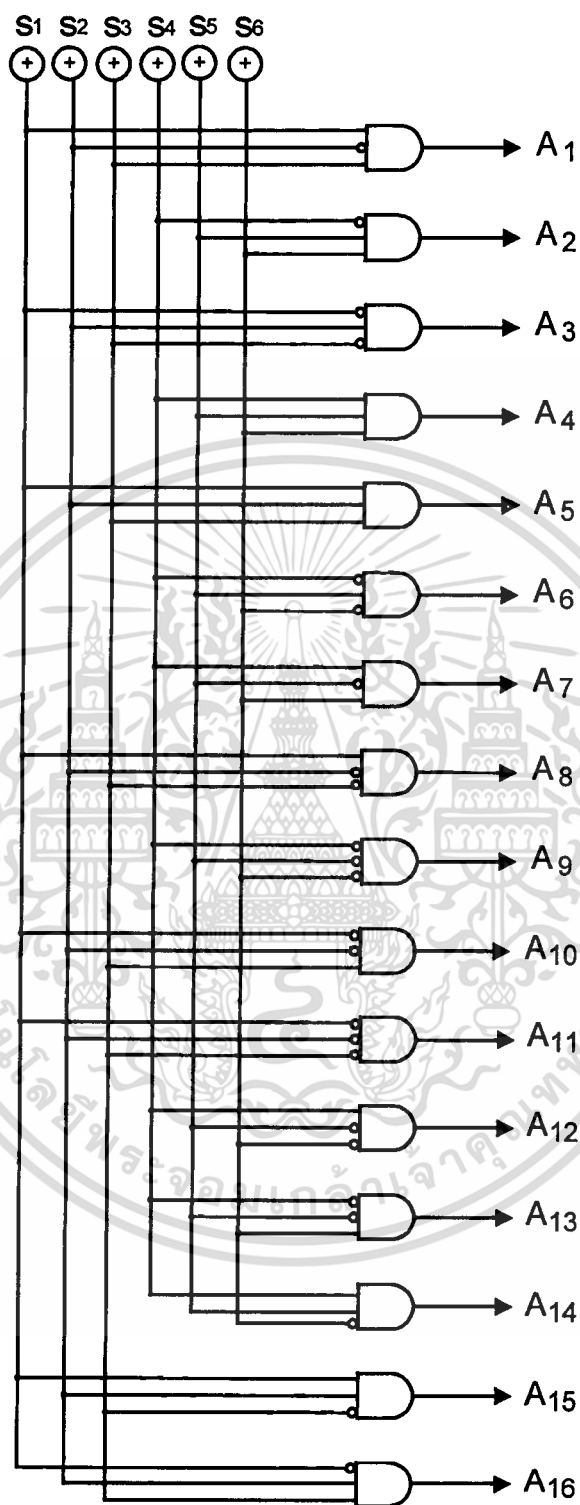 S1 S2 S3 S4 S5 S6
+ + + + + +
A1
A2
A3
A4
A5
A6
A7
A8
A9
A10
A11
A12
A13
A14
A15
A16